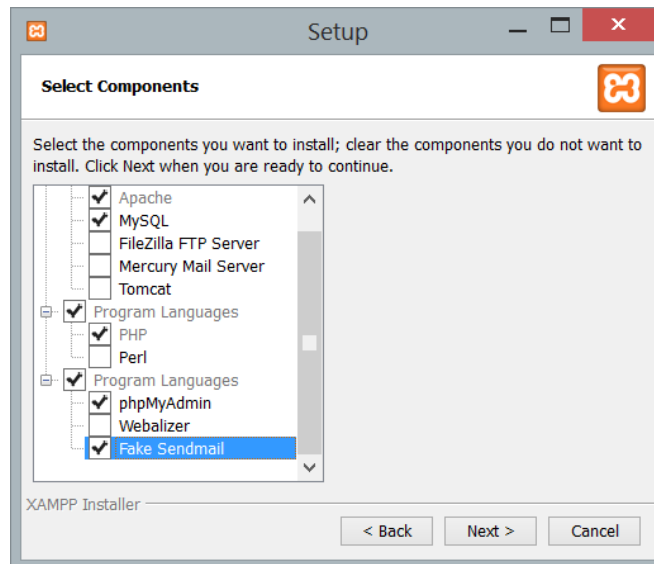 Setup
Select Components
Select the components you want to install; clear the components you do not want to
install. Click Next when you are ready to continue.
Apache
MySQL
FileZilla FTP Server
Mercury Mail Server
Tomcat
Program Languages
PHP
Perl
Program Languages
phpMyAdmin
Webalizer
Fake Sendmail
XAMPP Installer
< Back Next > Cancel